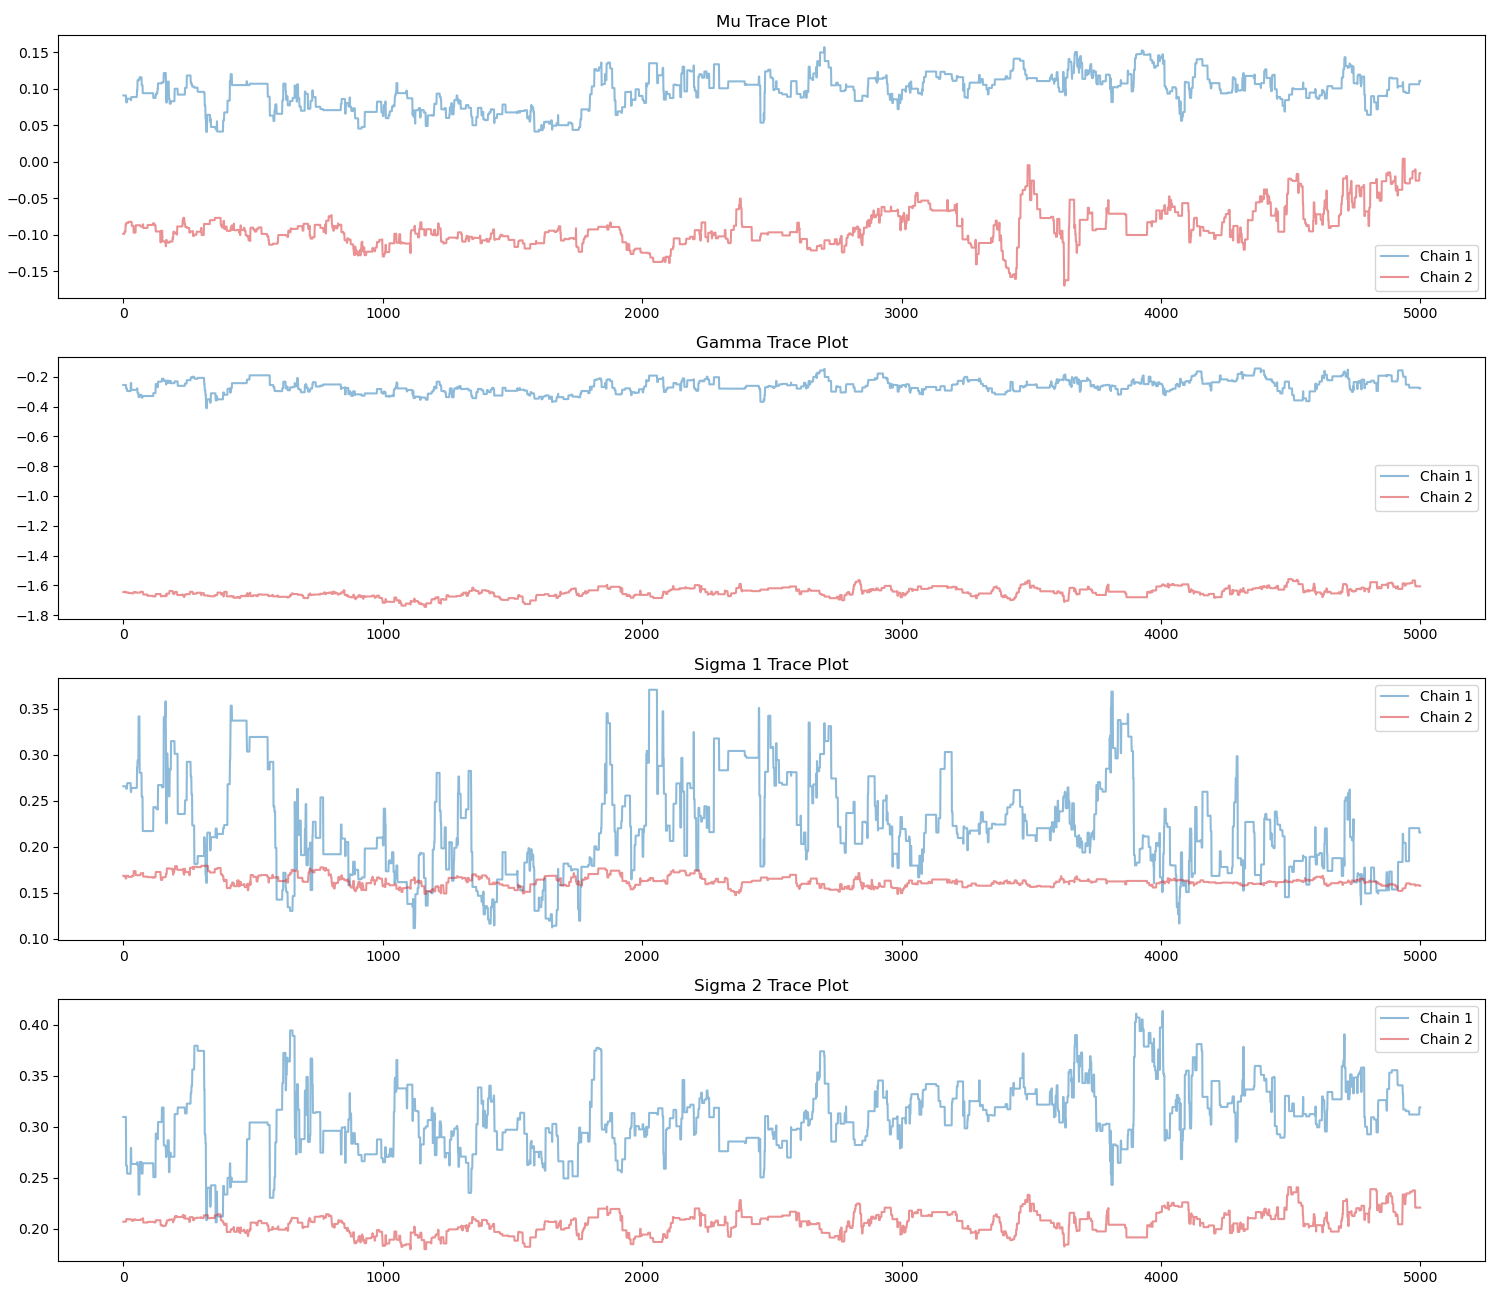 Mu Trace Plot
0.15
0.10
0.05
0.00
−0.05
−0.10
−0.15
Chain 1
Chain 2
0 1000 2000 3000 4000 5000
Gamma Trace Plot
−0.2
−0.4
−0.6
−0.8
−1.0
−1.2
−1.4
−1.6
−1.8
Chain 1
Chain 2
0 1000 2000 3000 4000 5000
Sigma 1 Trace Plot
0.35
0.30
0.25
0.20
0.15
0.10
Chain 1
Chain 2
0 1000 2000 3000 4000 5000
Sigma 2 Trace Plot
0.40
0.35
0.30
0.25
0.20
Chain 1
Chain 2
0 1000 2000 3000 4000 5000